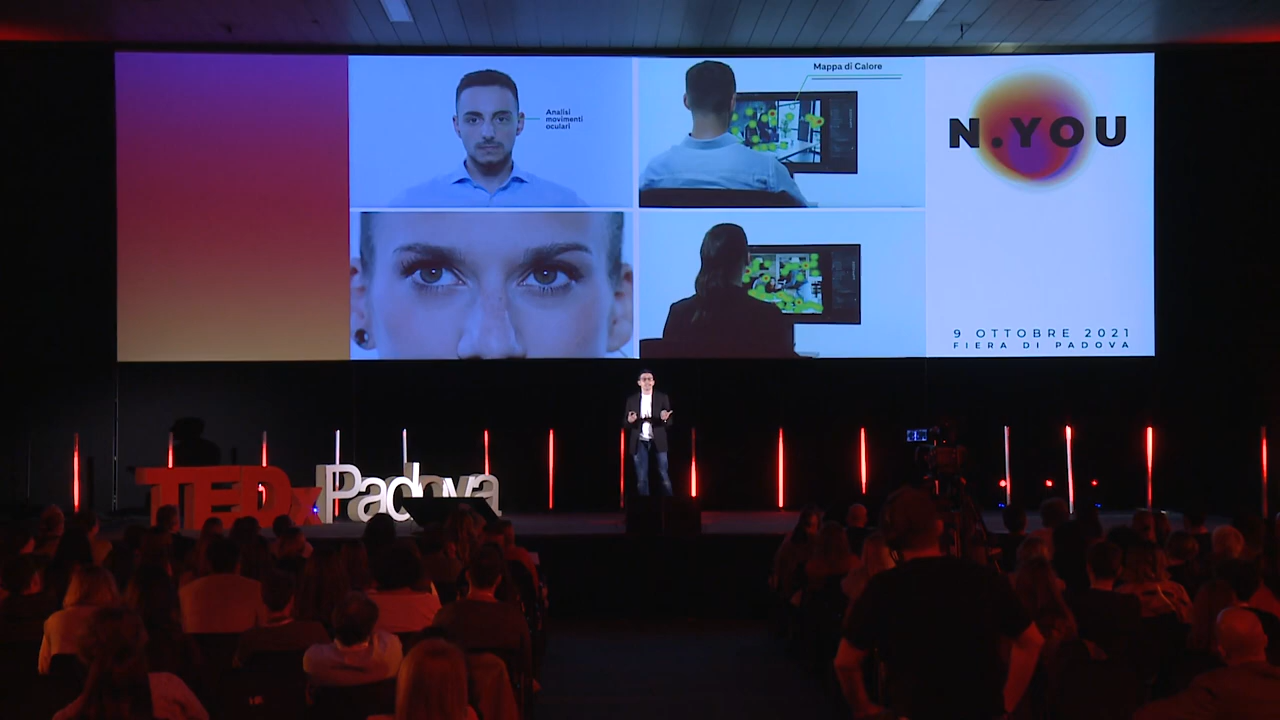 Analisi
movimenti
oculari
Mappa di Calore
N.YOU
9 OTTOBRE 2021
FIERA DI PADOVA
TEDxPadova